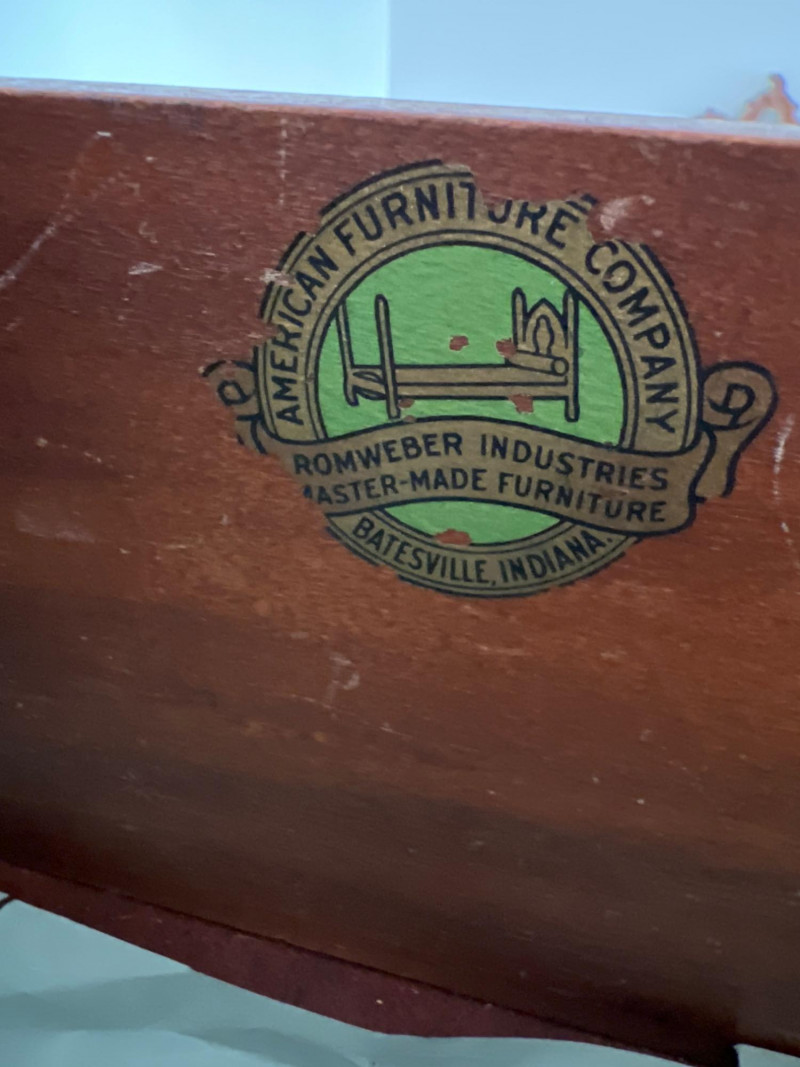 AMERICAN FURNITURE COMPANY
ROMWEBER INDUSTRIES
MASTER-MADE FURNITURE
BATESVILLE, INDIANA.